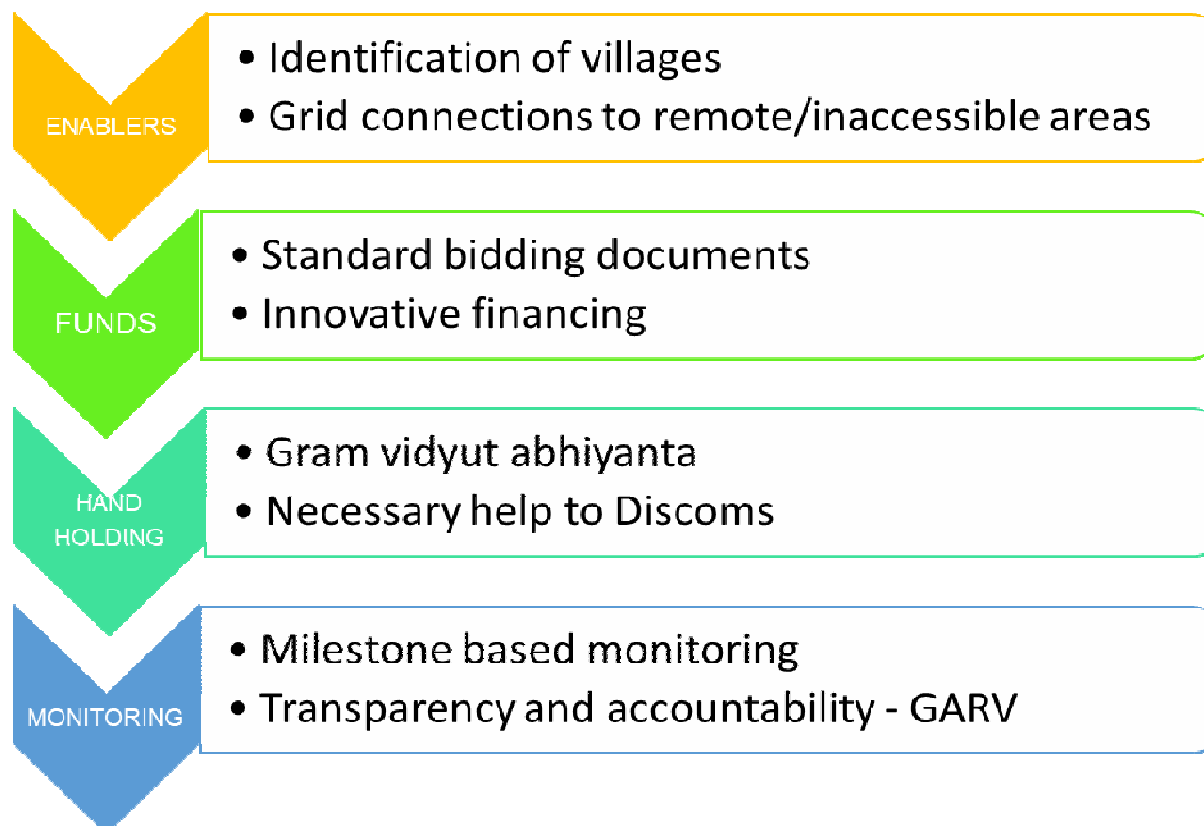 ENABLERS
• Identification of villages
• Grid connections to remote/inaccessible areas
FUNDS
• Standard bidding documents
• Innovative financing
HAND
HOLDING
• Gram vidyut abhiyanta
• Necessary help to Discoms
MONITORING
• Milestone based monitoring
• Transparency and accountability - GARV